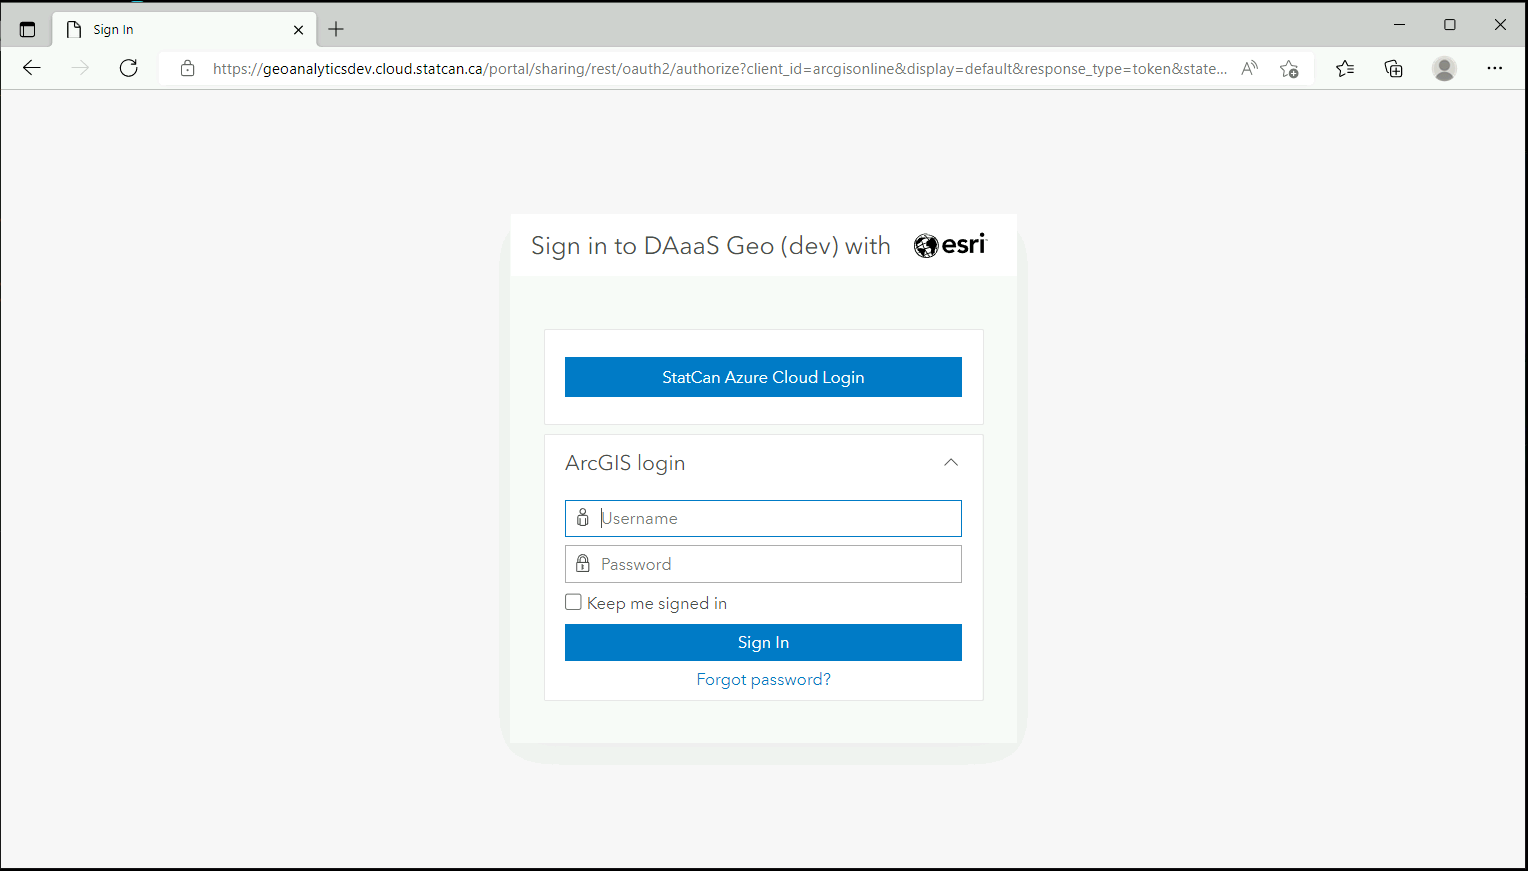 Sign In
https://geoanalyticsdev.cloud.statcan.ca/portal/sharing/rest/oauth2/authorize?client_id=arcgisonline&display=default&response_type=token&state...
Sign in to DAaaS Geo (dev) with esri
StatCan Azure Cloud Login
ArcGIS login
Username
Password
Keep me signed in
Sign In
Forgot password?